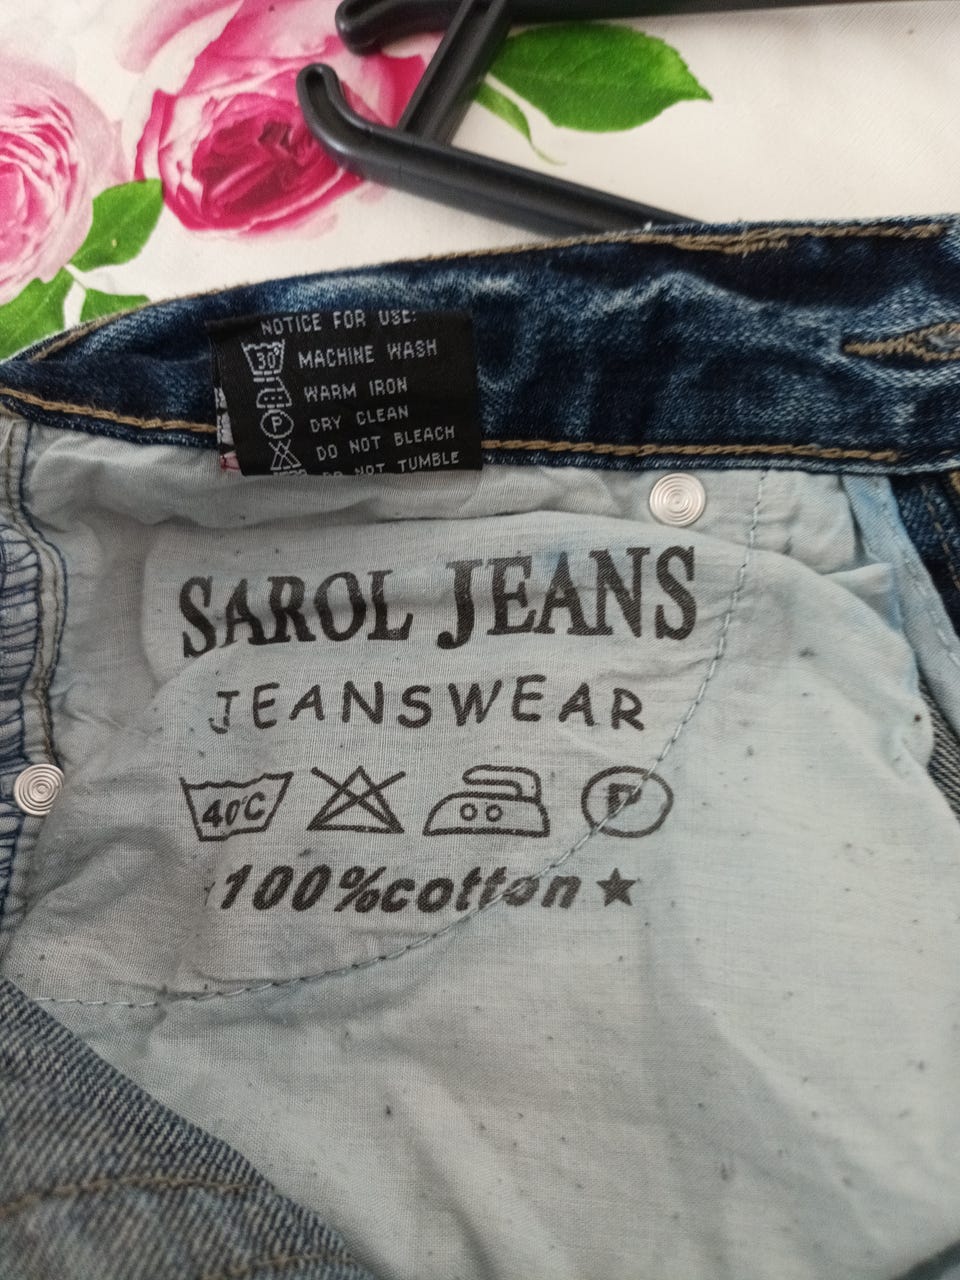 NOTICE FOR USE:
30° MACHINE WASH
WARM IRON
P DRY CLEAN
DO NOT BLEACH
DO NOT TUMBLE
SAROL JEANS
JEANSWEAR
40°C P
100%cotton★